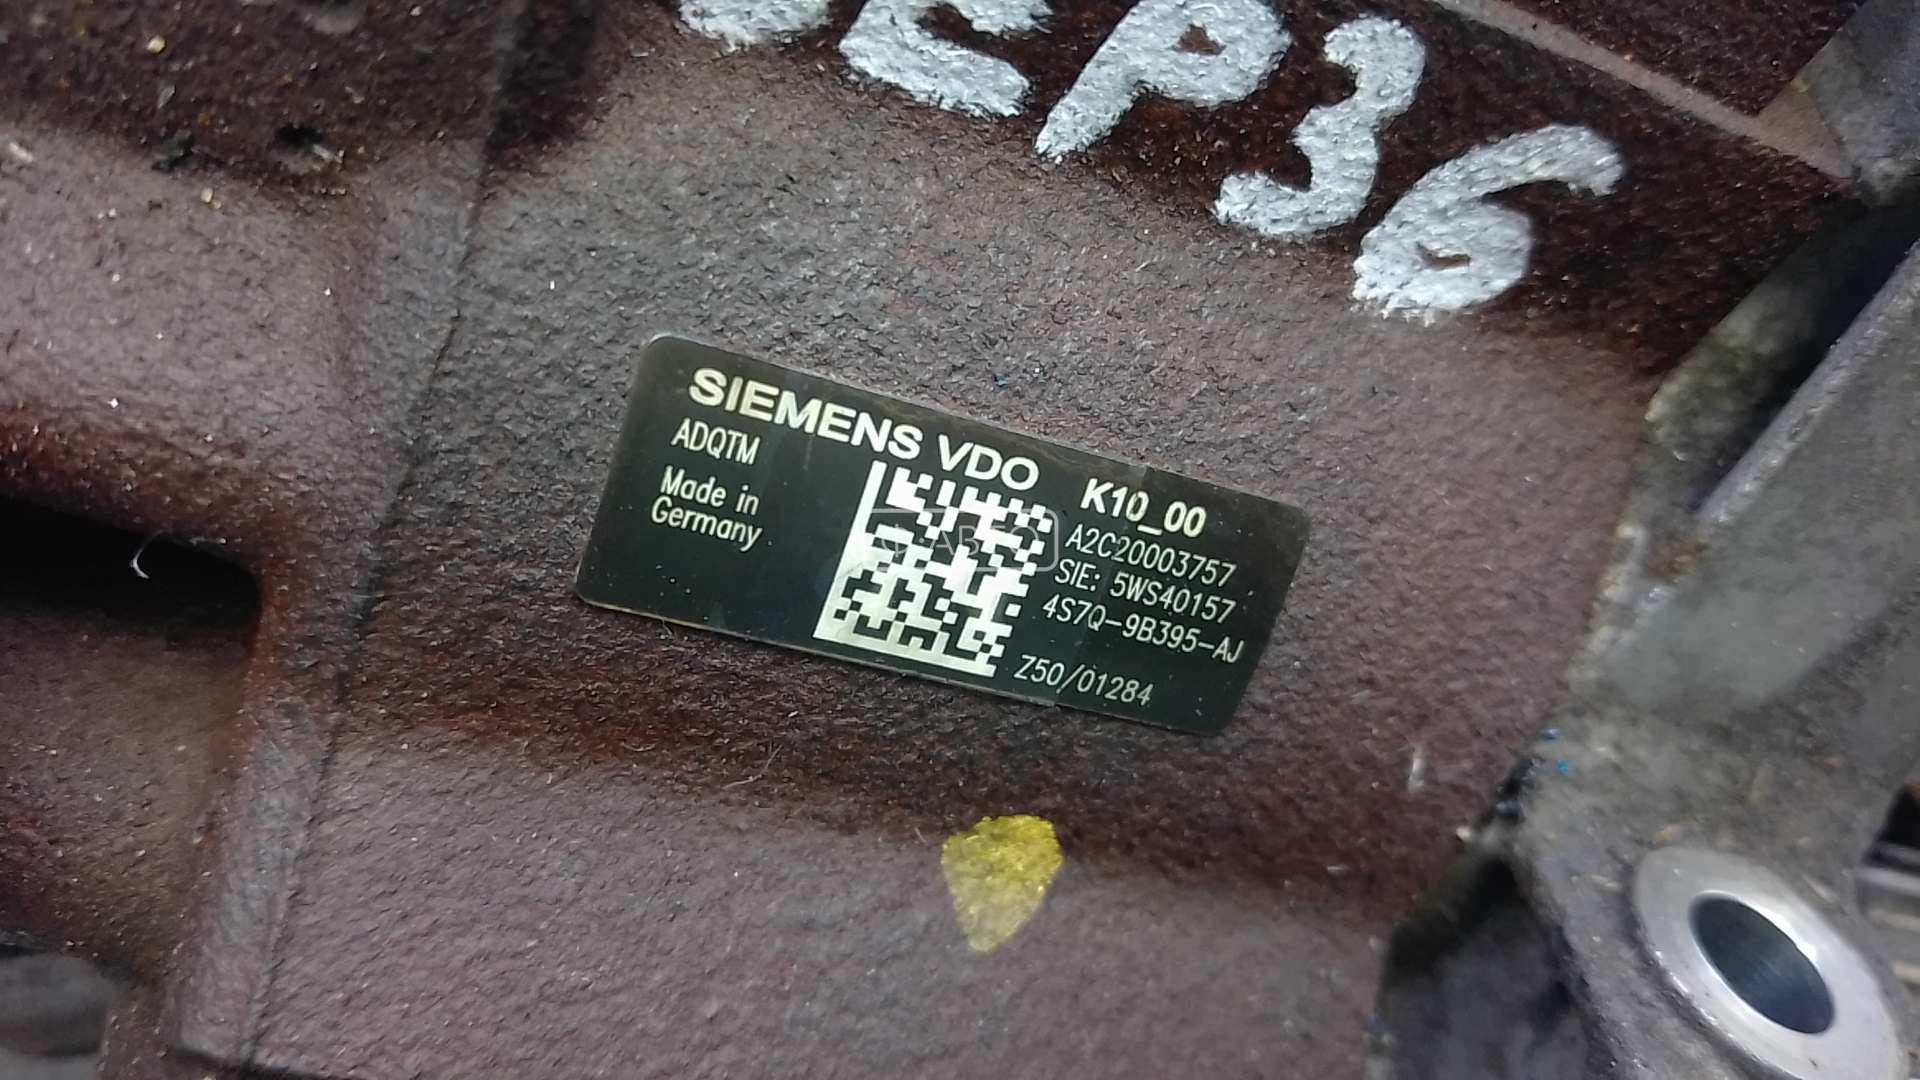 EP36
SIEMENS VDO
ADQTM
Made in
Germany
K10_00
A2C20003757
SIE: 5WS40157
4S7Q-9B395-AJ
Z50/01284